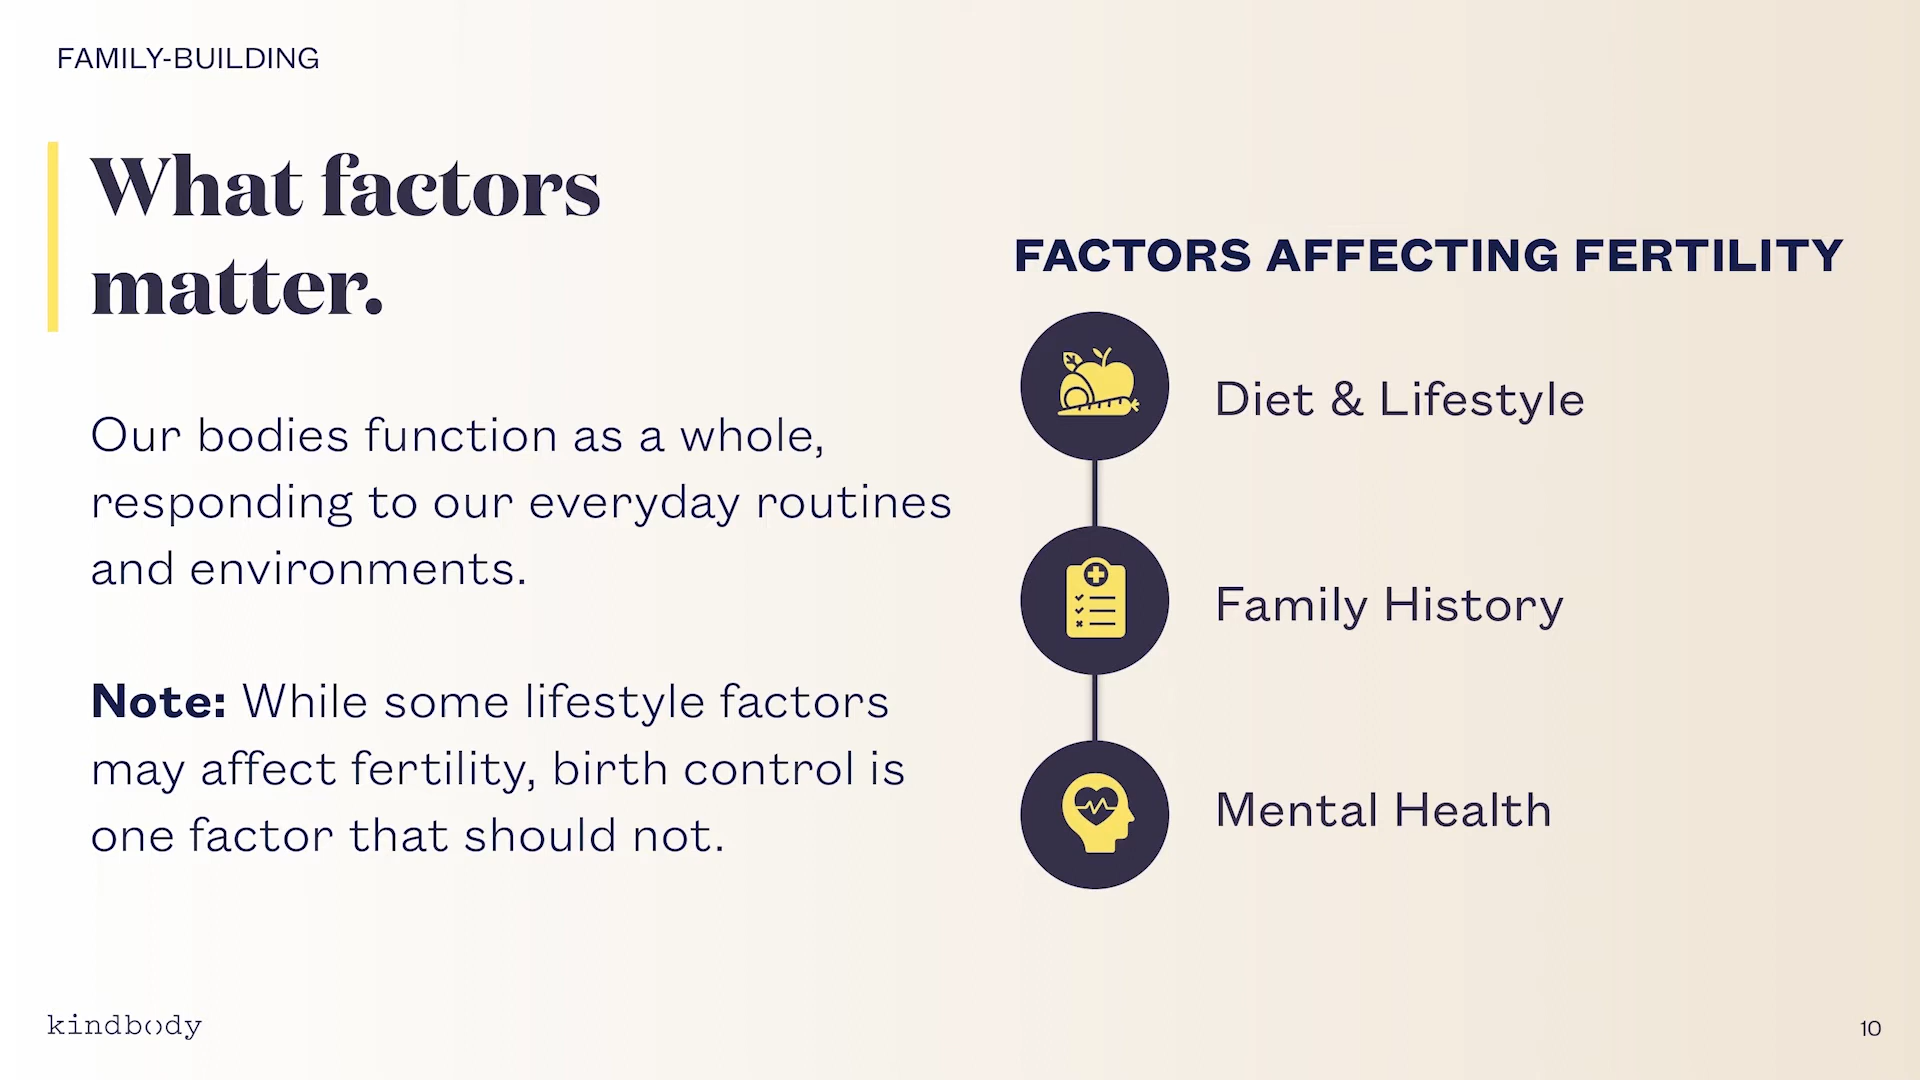 FAMILY-BUILDING
What factors
matter.
Our bodies function as a whole,
responding to our everyday routines
and environments.
Note: While some lifestyle factors
may affect fertility, birth control is
one factor that should not.
FACTORS AFFECTING FERTILITY
Diet & Lifestyle
Family History
Mental Health
kindbody
10